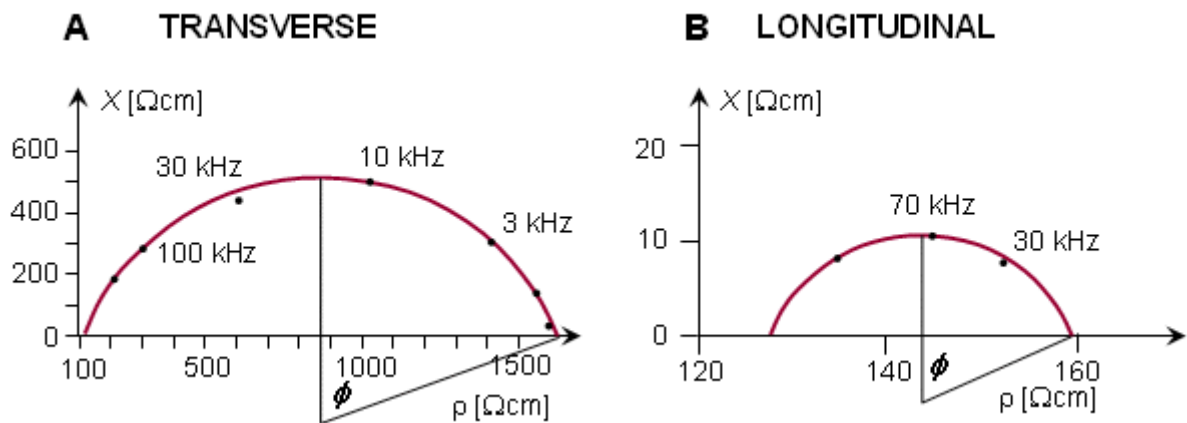 A TRANSVERSE
X [Ωcm]
600
400
200
0
30 kHz
10 kHz
100 kHz
3 kHz
100
500
1000
1500
ϕ
ρ [Ωcm]
B LONGITUDINAL
X [Ωcm]
20
10
0
70 kHz
30 kHz
120
140
160
ϕ
ρ [Ωcm]